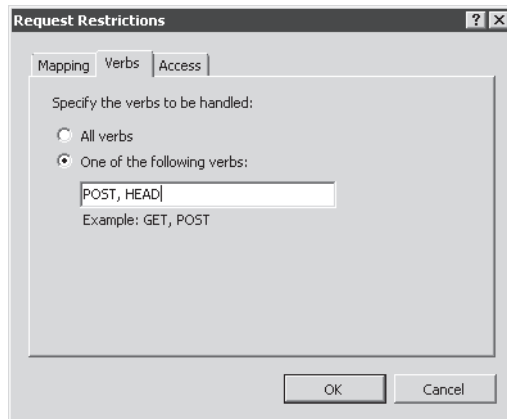 Request Restrictions
Mapping Verbs Access
Specify the verbs to be handled:
All verbs
One of the following verbs:
POST, HEAD
Example: GET, POST
OK Cancel